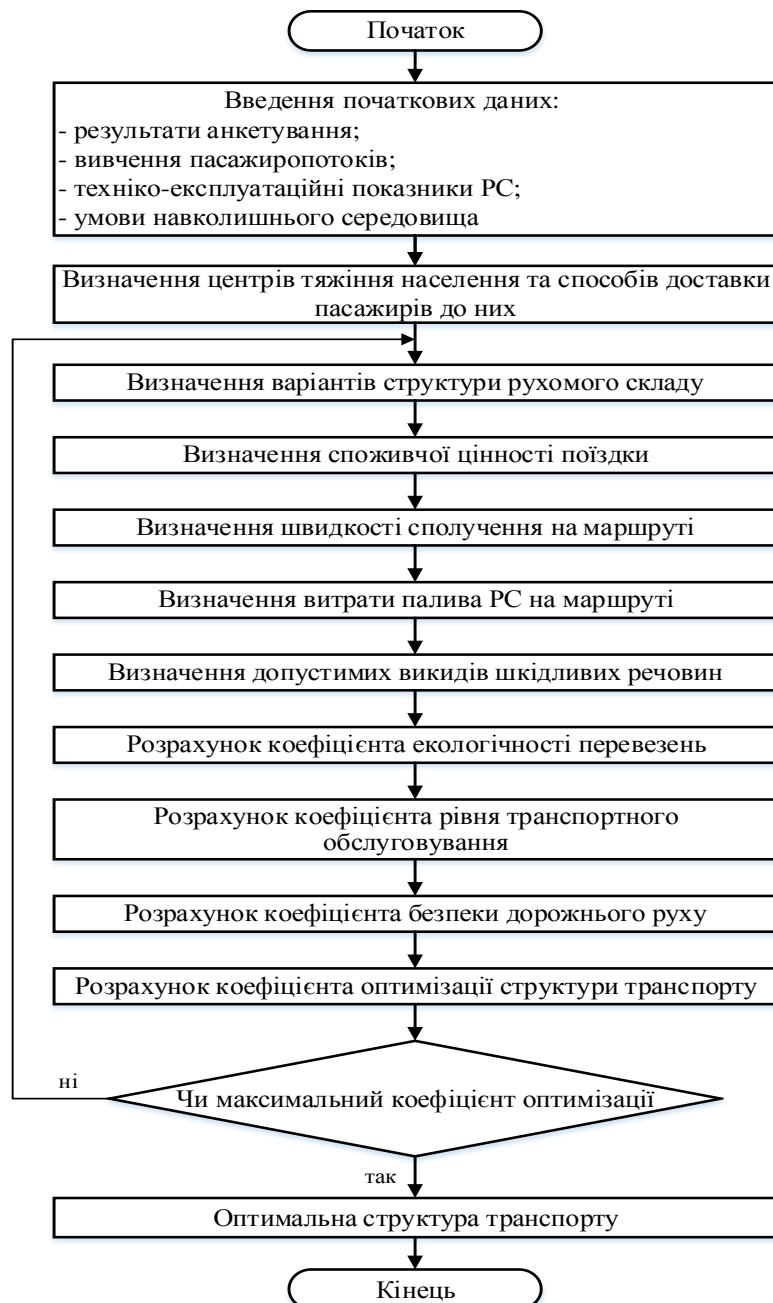 Початок
Введення початкових даних:
- результати анкетування;
- вивчення пасажиропотоків;
- техніко-експлуатаційні показники РС;
- умови навколишнього середовища
Визначення центрів тяжіння населення та способів доставки
пасажирів до них
Визначення варіантів структури рухомого складу
Визначення споживчої цінності поїздки
Визначення швидкості сполучення на маршруті
Визначення витрати палива РС на маршруті
Визначення допустимих викидів шкідливих речовин
Розрахунок коефіцієнта екологічності перевезень
Розрахунок коефіцієнта рівня транспортного
обслуговування
Розрахунок коефіцієнта безпеки дорожнього руху
Розрахунок коефіцієнта оптимізації структури транспорту
ні
Чи максимальний коефіцієнт оптимізації
так
Оптимальна структура транспорту
Кінець